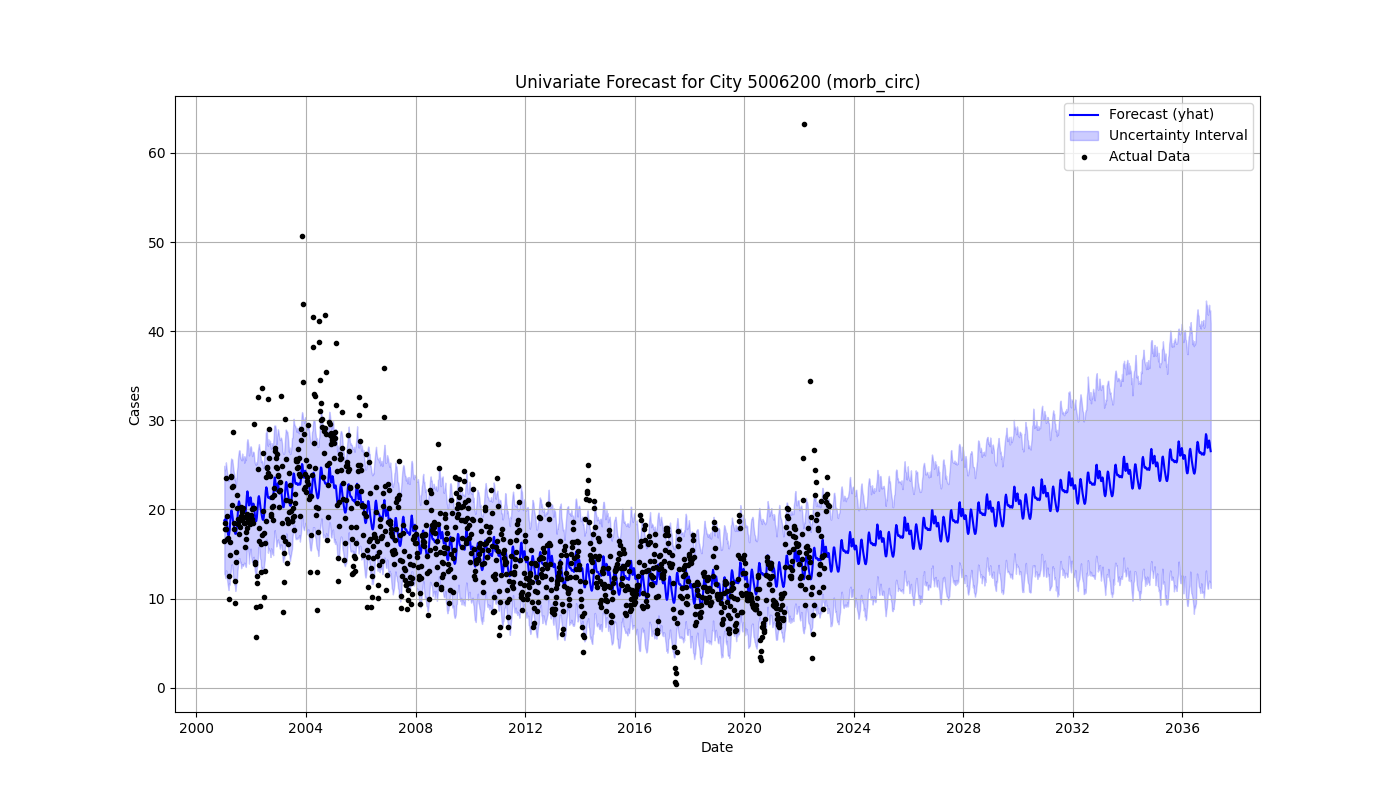 Univariate Forecast for City 5006200 (morb_circ)
Forecast (yhat)
Uncertainty Interval
Actual Data
Cases
60
50
40
30
20
10
0
2000 2004 2008 2012 2016 2020 2024 2028 2032 2036
Date